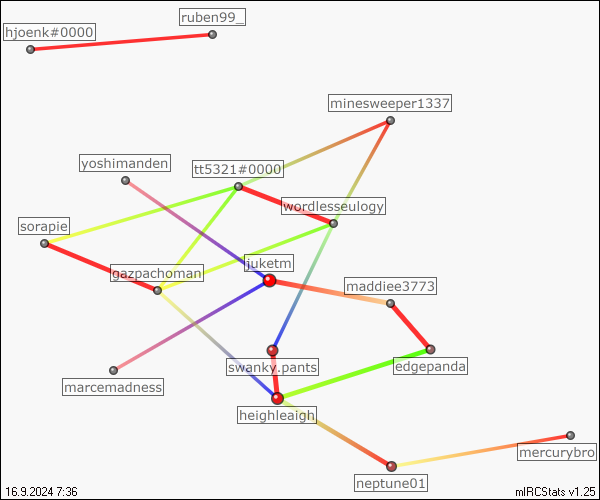 ruben99_
hjoenk#0000
minesweeper1337
yoshimanden
tt5321#0000
wordlesseulogy
sorapie
gazpachoman
juketm
maddiee3773
swanky.pants
edgepanda
marcemadness
heighleaigh
mercurybro
neptune01
16.9.2024 7:36
mIRCStats v1.25